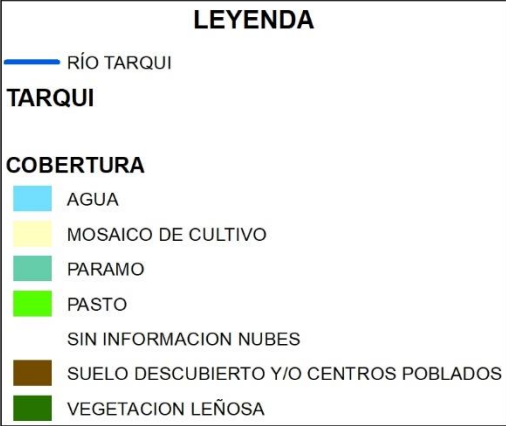 LEYENDA
RÍO TARQUI
TARQUI
COBERTURA
AGUA
MOSAICO DE CULTIVO
PARAMO
PASTO
SIN INFORMACION NUBES
SUELO DESCUBIERTO Y/O CENTROS POBLADOS
VEGETACION LEÑOSA